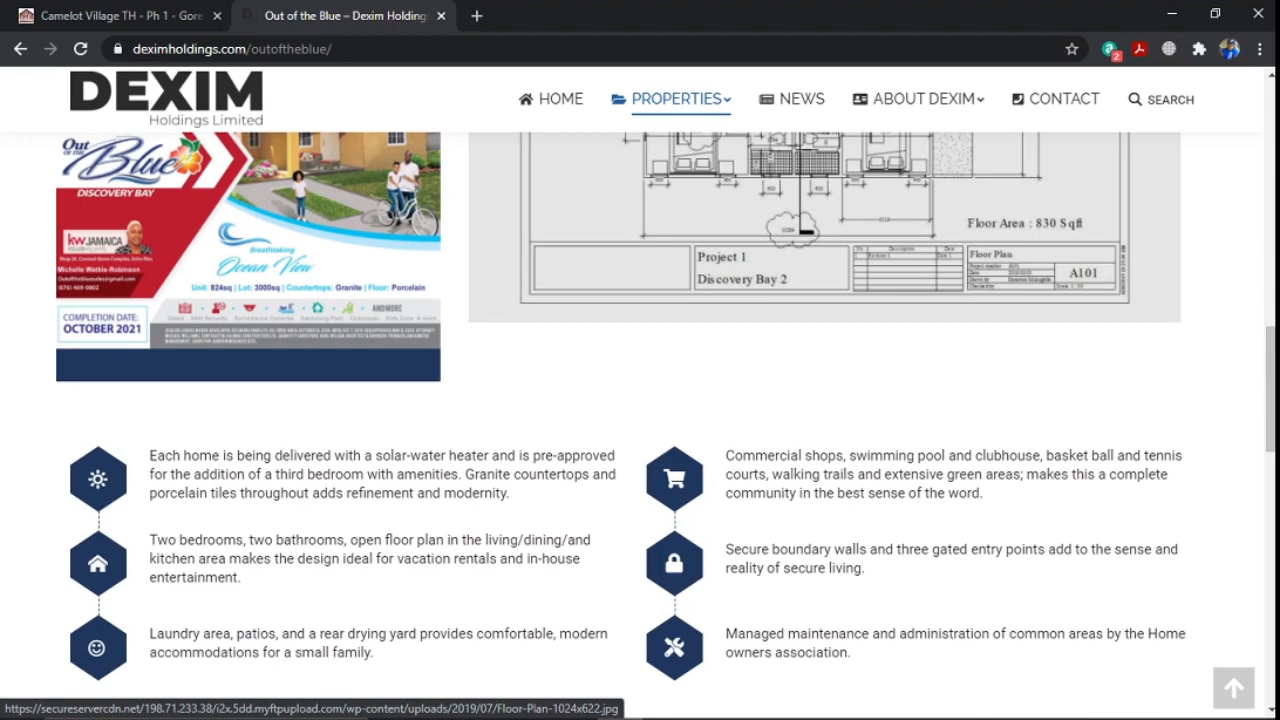 Camelot Village TH - Ph 1 - Gore
Out of the Blue – Dexim Holdings
deximholdings.com/outoftheblue/
2
DEXIM
Holdings Limited
HOME
PROPERTIES
NEWS
ABOUT DEXIM
CONTACT
SEARCH
Out
OF THE
Blue
DISCOVERY BAY
kw JAMAICA
Michelle Watkis-Robinson
Outofthebluesales@gmail.com
(876) 469-0802
Breathtaking
Ocean View
Unit: 824sq | Lot: 3000sq | Countertops: Granite | Floor: Porcelain
AND MORE
COMPLETION DATE:
OCTOBER 2021
Floor Area : 830 Sqft
Project 1
Discovery Bay 2
Floor Plan
A101
Each home is being delivered with a solar-water heater and is pre-approved
for the addition of a third bedroom with amenities. Granite countertops and
porcelain tiles throughout adds refinement and modernity.
Two bedrooms, two bathrooms, open floor plan in the living/dining/and
kitchen area makes the design ideal for vacation rentals and in-house
entertainment.
Laundry area, patios, and a rear drying yard provides comfortable, modern
accommodations for a small family.
Commercial shops, swimming pool and clubhouse, basket ball and tennis
courts, walking trails and extensive green areas; makes this a complete
community in the best sense of the word.
Secure boundary walls and three gated entry points add to the sense and
reality of secure living.
Managed maintenance and administration of common areas by the Home
owners association.
https://secureservercdn.net/198.71.233.38/i2x.5dd.myftpupload.com/wp-content/uploads/2019/07/Floor-Plan-1024x622.jpg